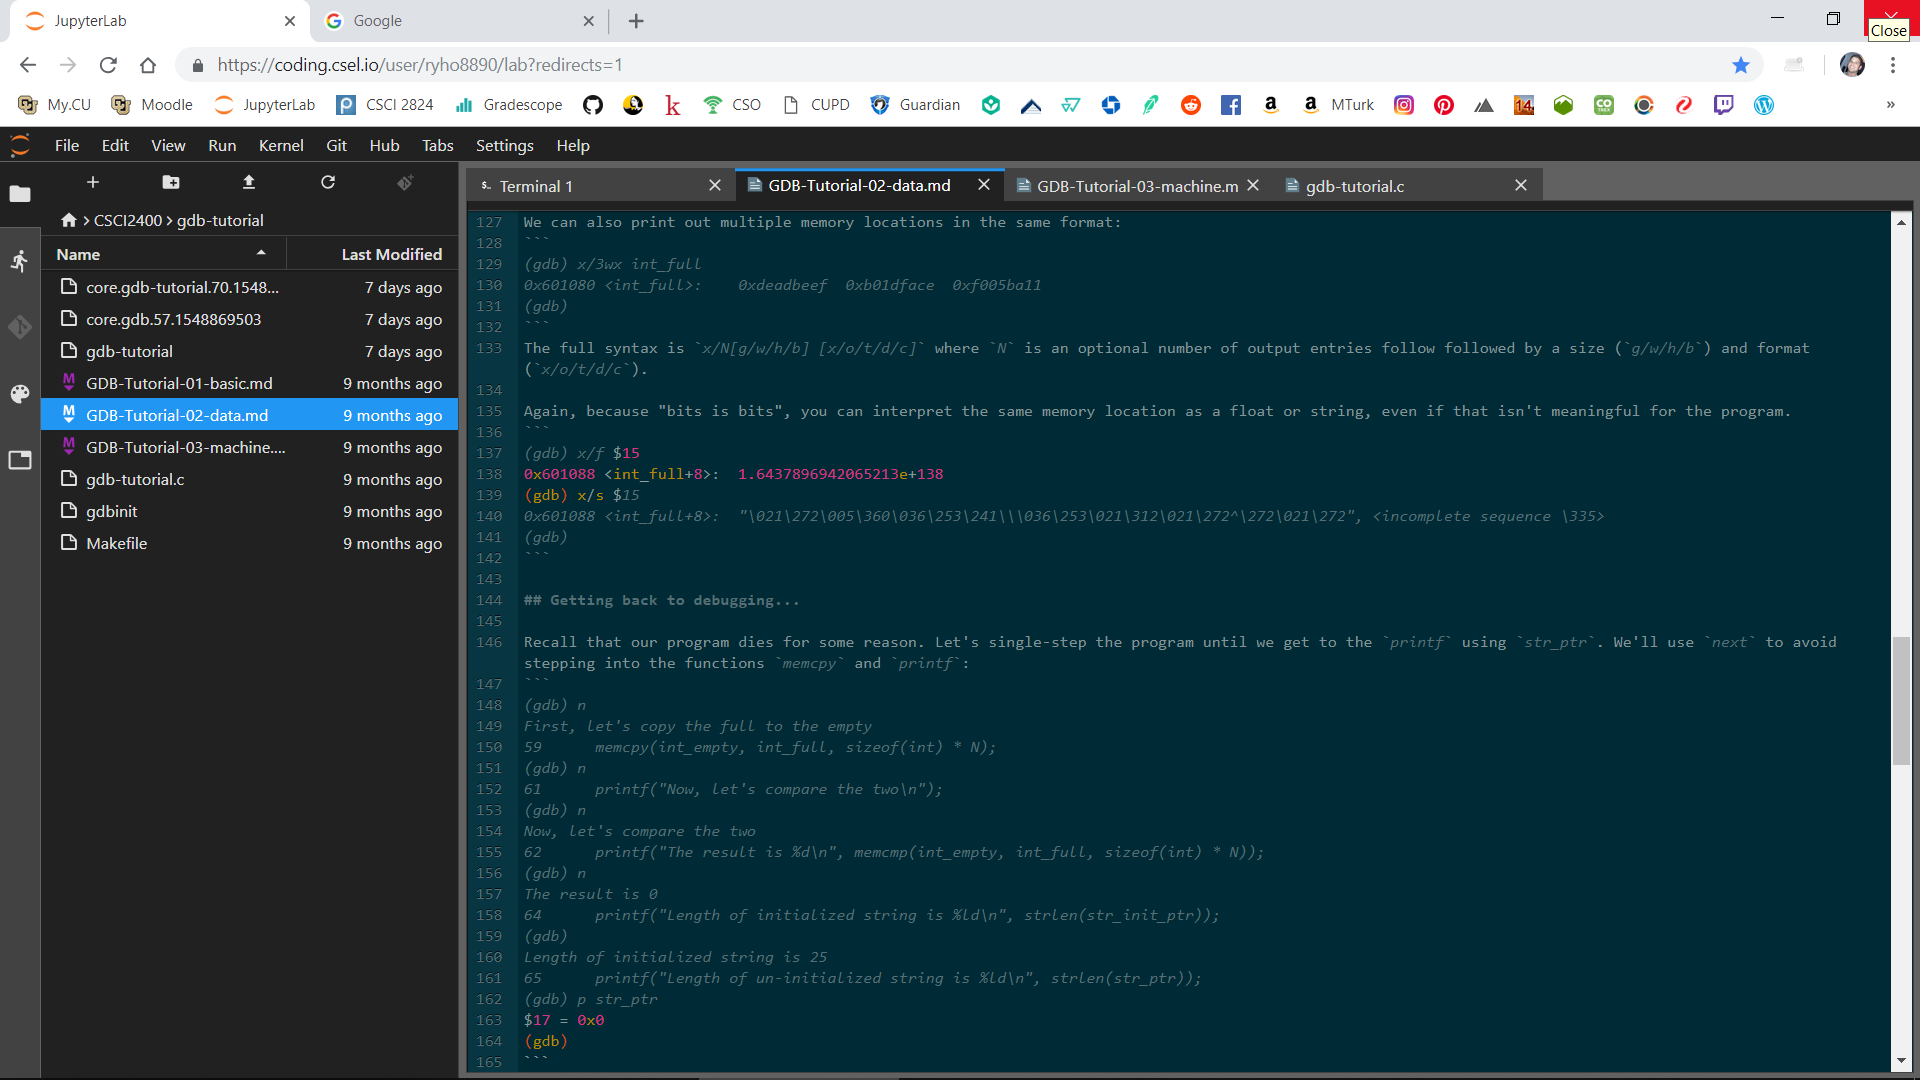 JupyterLab
Google
Close
https://coding.csel.io/user/ryho8890/lab?redirects=1
My.CU Moodle JupyterLab CSCI 2824 Gradescope CSO CUPD Guardian MTurk
File Edit View Run Kernel Git Hub Tabs Settings Help
Terminal 1
GDB-Tutorial-02-data.md
GDB-Tutorial-03-machine.m
gdb-tutorial.c
CSCI2400 > gdb-tutorial
Name Last Modified
core.gdb-tutorial.70.1548... 7 days ago
core.gdb.57.1548869503 7 days ago
gdb-tutorial 7 days ago
GDB-Tutorial-01-basic.md 9 months ago
GDB-Tutorial-02-data.md 9 months ago
GDB-Tutorial-03-machine.... 9 months ago
gdb-tutorial.c 9 months ago
gdbinit 9 months ago
Makefile 9 months ago
127 We can also print out multiple memory locations in the same format:
128 ```
129 (gdb) x/3wx int_full
130 0x601080 <int_full>:    0xdeadbeef  0xb01dface  0xf005ba11
131 (gdb)
132 ```
133 The full syntax is `x/N[g/w/h/b] [x/o/t/d/c]` where `N` is an optional number of output entries follow followed by a size (`g/w/h/b`) and format
(`x/o/t/d/c`).
134
135 Again, because "bits is bits", you can interpret the same memory location as a float or string, even if that isn't meaningful for the program.
136 ```
137 (gdb) x/f $15
138 0x601088 <int_full+8>:  1.6437896942065213e+138
139 (gdb) x/s $15
140 0x601088 <int_full+8>:  "\021\272\005\360\036\253\241\\\036\253\021\312\021\272^\272\021\272", <incomplete sequence \335>
141 (gdb)
142 ```
143
144 ## Getting back to debugging...
145
146 Recall that our program dies for some reason. Let's single-step the program until we get to the `printf` using `str_ptr`. We'll use `next` to avoid
stepping into the functions `memcpy` and `printf`:
147 ```
148 (gdb) n
149 First, let's copy the full to the empty
150 59      memcpy(int_empty, int_full, sizeof(int) * N);
151 (gdb) n
152 61      printf("Now, let's compare the two\n");
153 (gdb) n
154 Now, let's compare the two
155 62      printf("The result is %d\n", memcmp(int_empty, int_full, sizeof(int) * N));
156 (gdb) n
157 The result is 0
158 64      printf("Length of initialized string is %ld\n", strlen(str_init_ptr));
159 (gdb)
160 Length of initialized string is 25
161 65      printf("Length of un-initialized string is %ld\n", strlen(str_ptr));
162 (gdb) p str_ptr
163 $17 = 0x0
164 (gdb)
165 ```